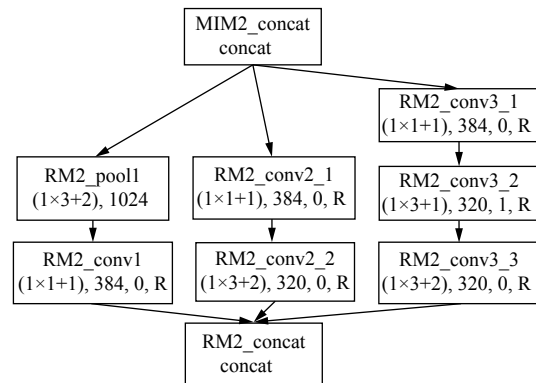 MIM2_concat
concat
RM2_conv3_1
(1×1+1), 384, 0, R
RM2_pool1
(1×3+2), 1024
RM2_conv2_1
(1×1+1), 384, 0, R
RM2_conv3_2
(1×3+1), 320, 1, R
RM2_conv1
(1×1+1), 384, 0, R
RM2_conv2_2
(1×3+2), 320, 0, R
RM2_conv3_3
(1×3+2), 320, 0, R
RM2_concat
concat